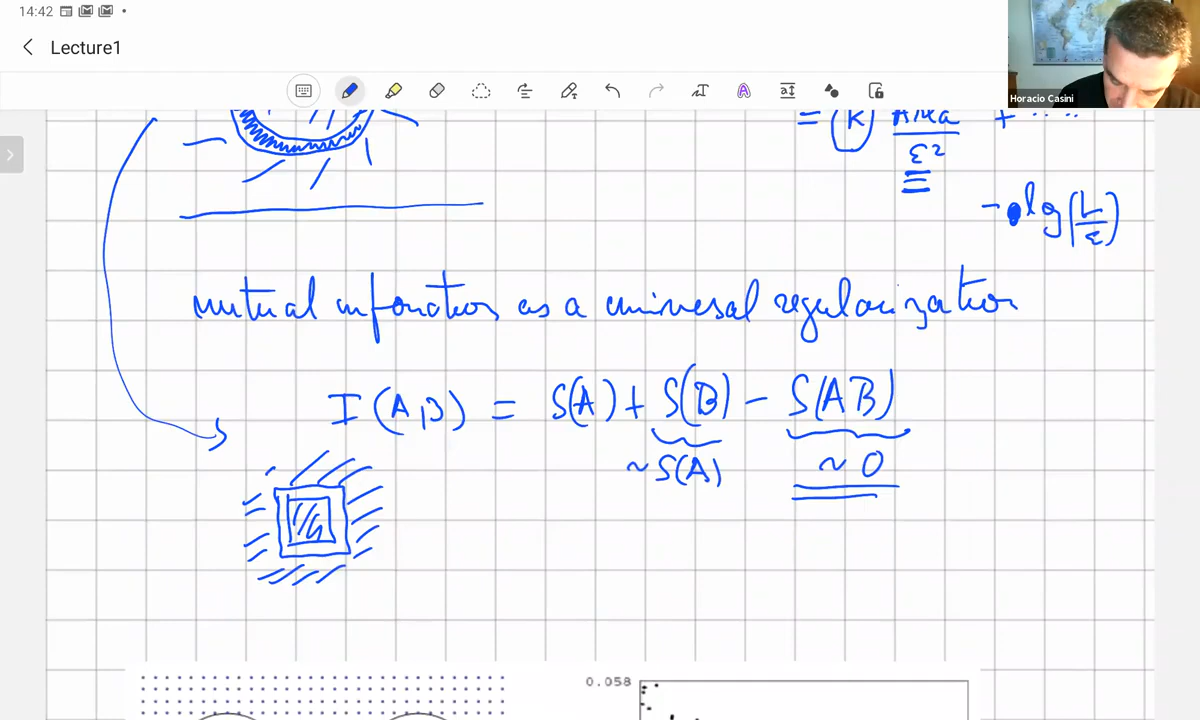 14:42
Lecture1
Horacio Casini
= (K) Area / ε² + ....
- log(L/ε)
mutual information as a universal regularization
I(A,B) = S(A) + S(B) - S(AB)
~S(A) ~0
0.058